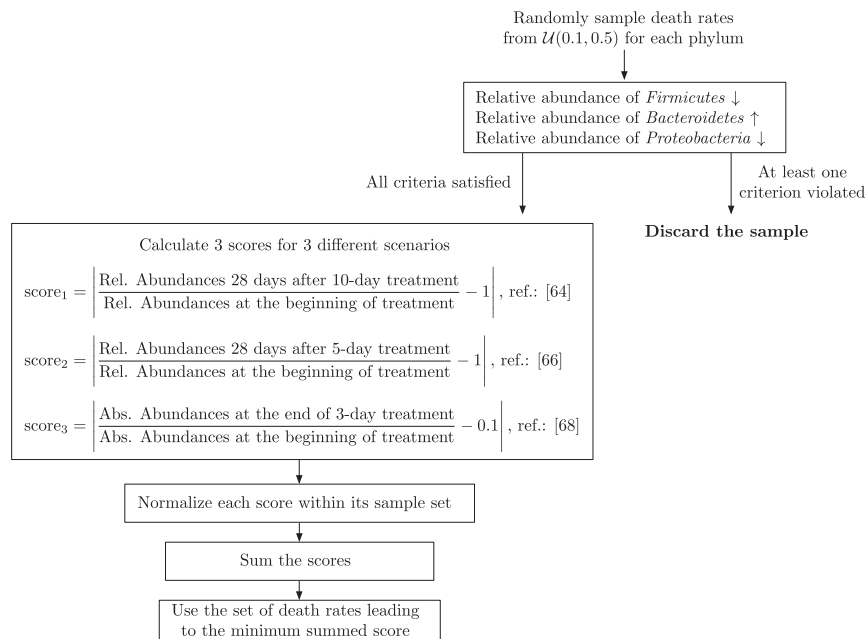 Randomly sample death rates
from 𝒰(0.1, 0.5) for each phylum
Relative abundance of Firmicutes ↓
Relative abundance of Bacteroidetes ↑
Relative abundance of Proteobacteria ↓
All criteria satisfied
At least one
criterion violated
Discard the sample
Calculate 3 scores for 3 different scenarios
score₁ = |Rel. Abundances 28 days after 10-day treatment / Rel. Abundances at the beginning of treatment − 1|, ref.: [64]
score₂ = |Rel. Abundances 28 days after 5-day treatment / Rel. Abundances at the beginning of treatment − 1|, ref.: [66]
score₃ = |Abs. Abundances at the end of 3-day treatment / Abs. Abundances at the beginning of treatment − 0.1|, ref.: [68]
Normalize each score within its sample set
Sum the scores
Use the set of death rates leading
to the minimum summed score